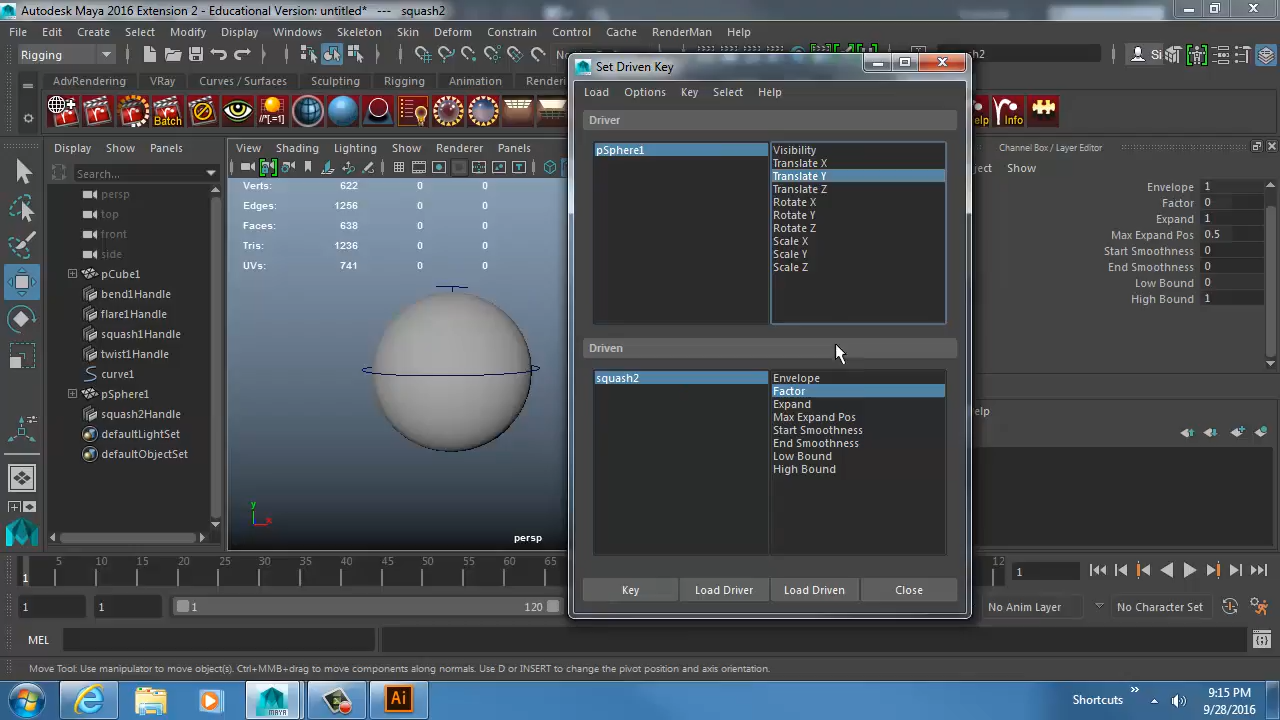 Autodesk Maya 2016 Extension 2 - Educational Version: untitled* --- squash2
File Edit Create Select Modify Display Windows Skeleton Skin Deform Constrain Control Cache RenderMan Help
Rigging
Si
AdvRendering VRay Curves / Surfaces Sculpting Rigging Animation
Batch
//*[.=1]
Info
Display Show Panels
Search...
persp
top
front
side
pCube1
bend1Handle
flare1Handle
squash1Handle
twist1Handle
curve1
pSphere1
squash2Handle
defaultLightSet
defaultObjectSet
View Shading Lighting Show Renderer Panels
Verts: 622 0 0
Edges: 1256 0 0
Faces: 638 0 0
Tris: 1236 0 0
UVs: 741 0 0
y
x
persp
Set Driven Key
Load Options Key Select Help
Driver
pSphere1
Visibility
Translate X
Translate Y
Translate Z
Rotate X
Rotate Y
Rotate Z
Scale X
Scale Y
Scale Z
Driven
squash2
Envelope
Factor
Expand
Max Expand Pos
Start Smoothness
End Smoothness
Low Bound
High Bound
Key Load Driver Load Driven Close
Channel Box / Layer Editor
Show
Envelope 1
Factor 0
Expand 1
Max Expand Pos 0.5
Start Smoothness 0
End Smoothness 0
Low Bound 0
High Bound 1
1 5 10 15 20 25 30 35 40 45 50 55 60 65 12
1
1 1 1 120 No Anim Layer No Character Set
MEL
Move Tool: Use manipulator to move object(s). Ctrl+MMB+drag to move components along normals. Use D or INSERT to change the pivot position and axis orientation.
MAYA
Ai
Shortcuts
9:15 PM
9/28/2016